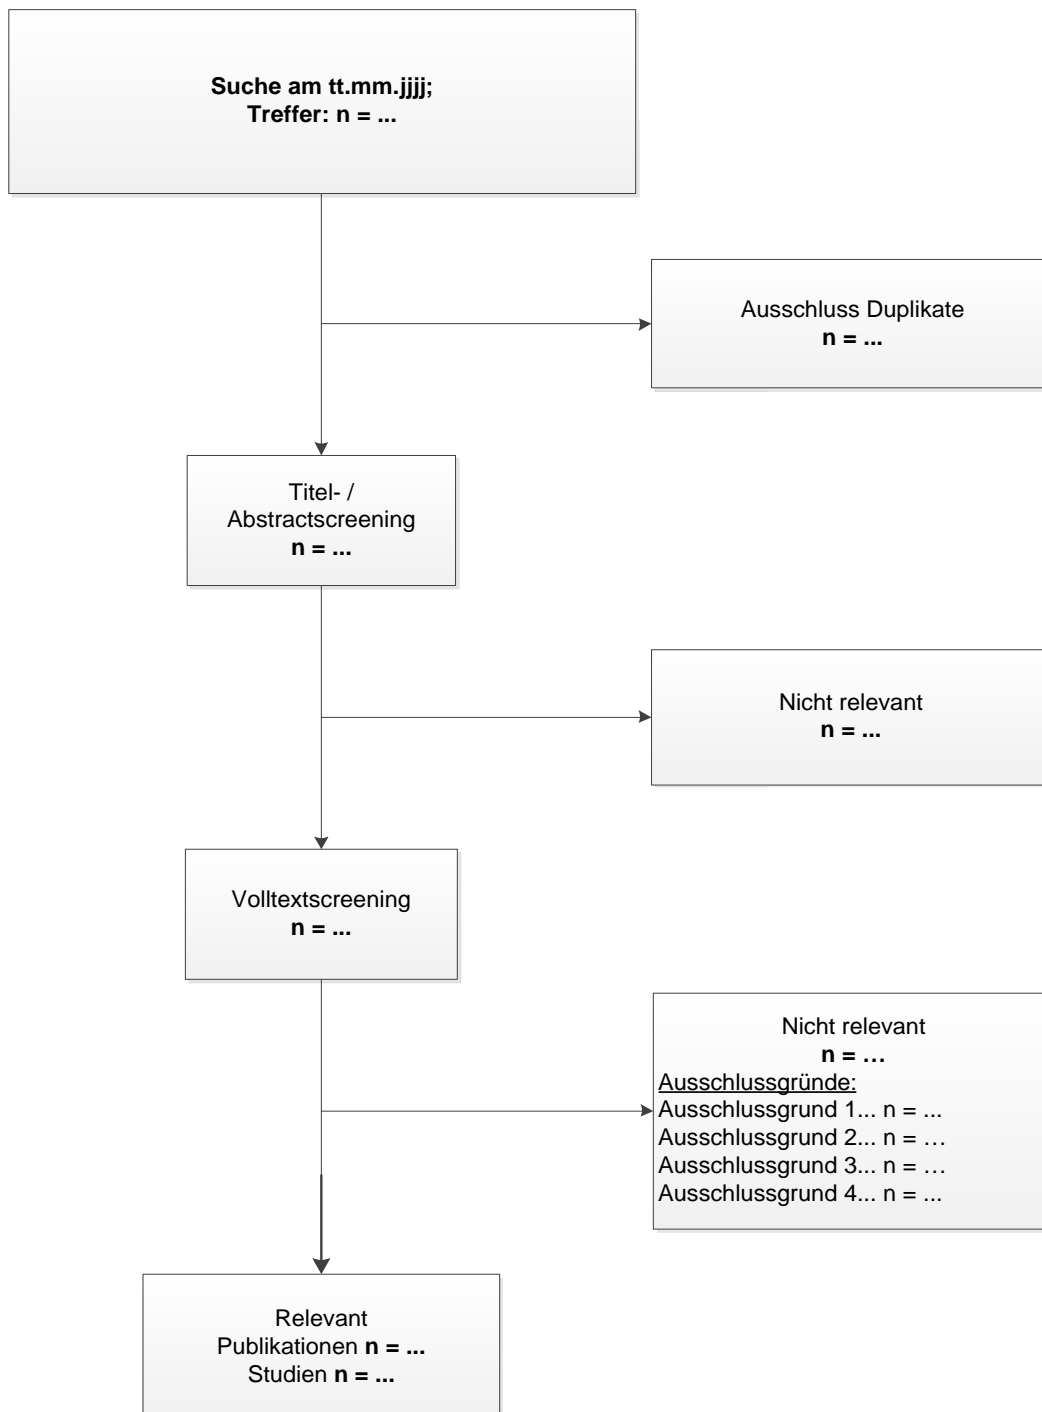 Suche am tt.mm.jjjj;
Treffer: n = ...
Ausschluss Duplikate
n = ...
Titel- /
Abstractscreening
n = ...
Nicht relevant
n = ...
Volltextscreening
n = ...
Nicht relevant
n = …
Ausschlussgründe:
Ausschlussgrund 1... n = ...
Ausschlussgrund 2... n = …
Ausschlussgrund 3... n = …
Ausschlussgrund 4... n = ...
Relevant
Publikationen n = ...
Studien n = ...